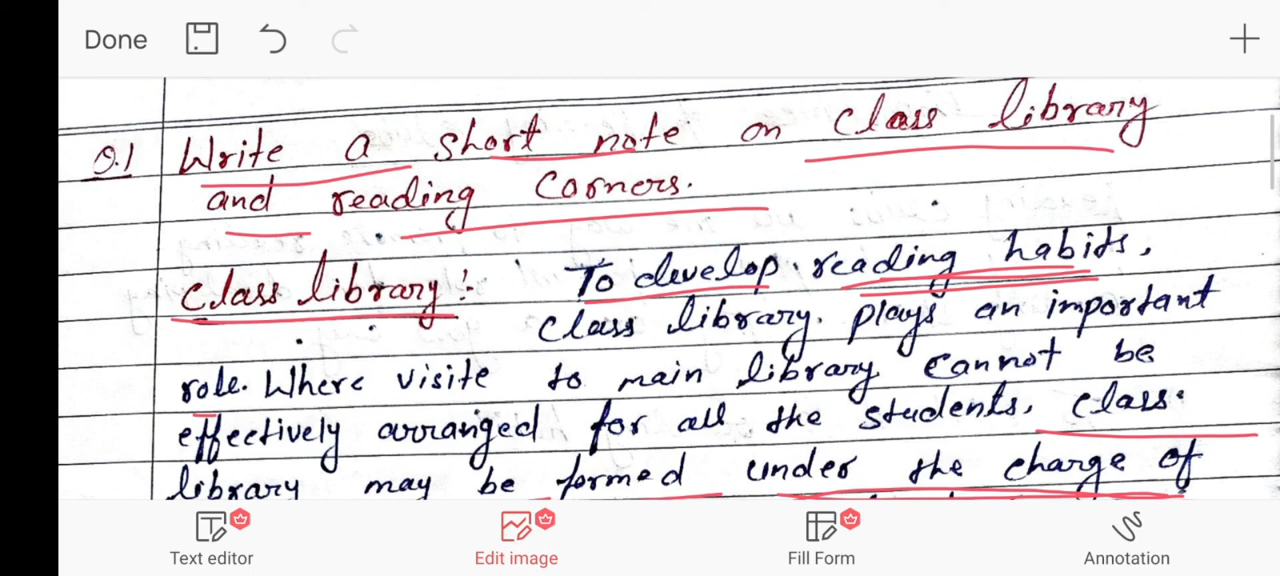 Done
Q.1 Write a short note on Class library
and reading Corners.
Class library :- To develop reading habits,
Class library. plays an important
role. Where visite to main library cannot be
effectively arranged for all the students, Class
library may be formed under the charge of
Text editor Edit image Fill Form Annotation